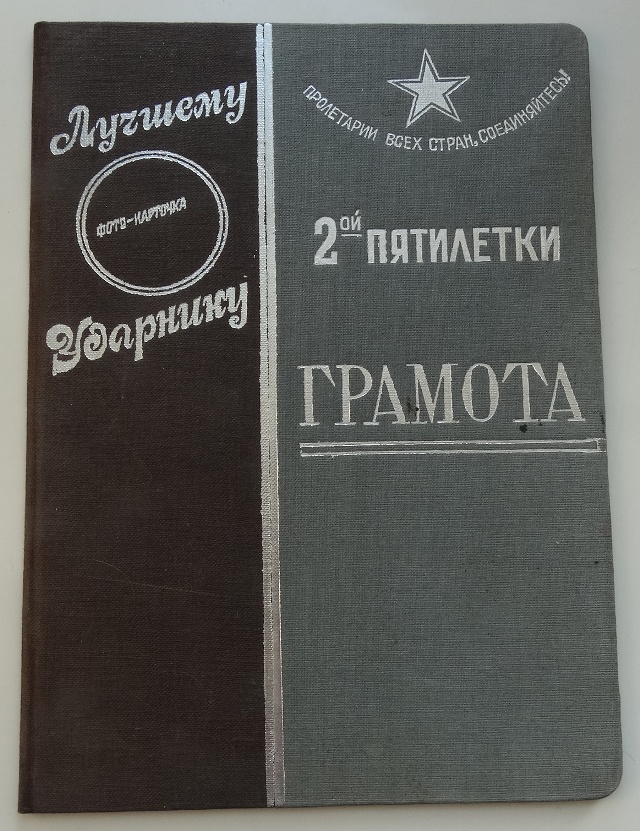 Лучшему
ФОТО-КАРТОЧКА
Ударнику
ПРОЛЕТАРИИ ВСЕХ СТРАН, СОЕДИНЯЙТЕСЬ!
2ой ПЯТИЛЕТКИ
ГРАМОТА